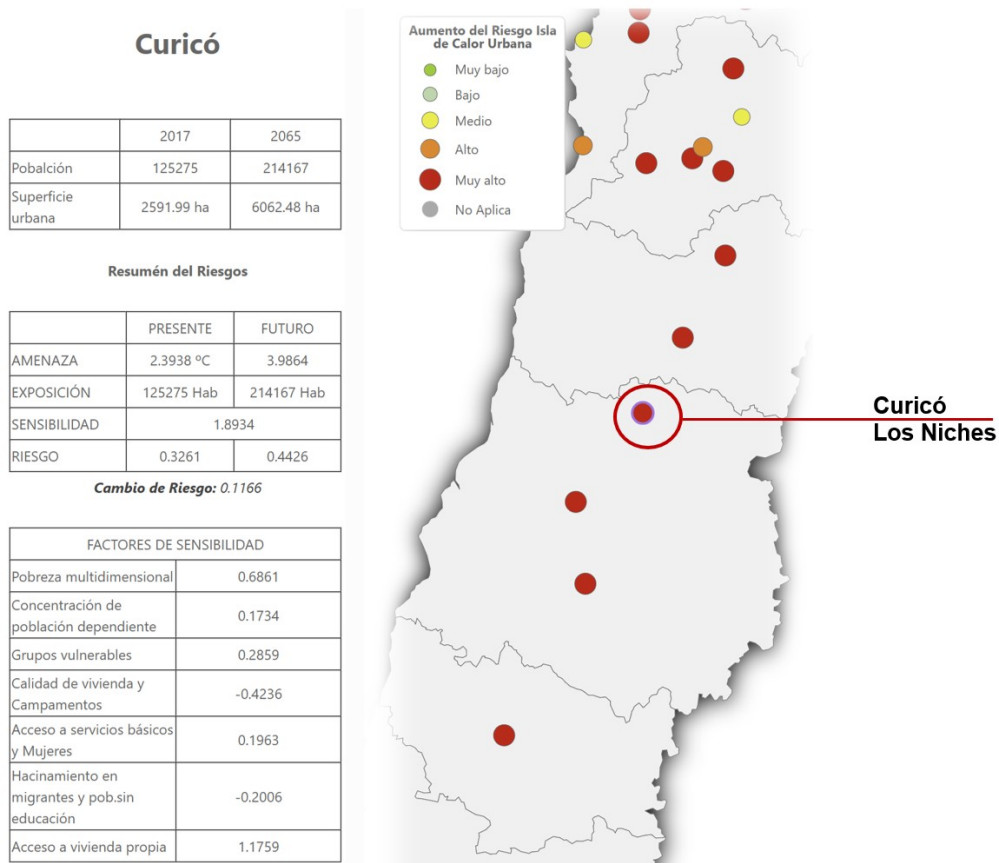 Curicó
2017 2065
Pobalción 125275 214167
Superficie
urbana 2591.99 ha 6062.48 ha
Resumén del Riesgos
PRESENTE FUTURO
AMENAZA 2.3938 ºC 3.9864
EXPOSICIÓN 125275 Hab 214167 Hab
SENSIBILIDAD 1.8934
RIESGO 0.3261 0.4426
Cambio de Riesgo: 0.1166
FACTORES DE SENSIBILIDAD
Pobreza multidimensional 0.6861
Concentración de
población dependiente 0.1734
Grupos vulnerables 0.2859
Calidad de vivienda y
Campamentos -0.4236
Acceso a servicios básicos
y Mujeres 0.1963
Hacinamiento en
migrantes y pob.sin
educación -0.2006
Acceso a vivienda propia 1.1759
Aumento del Riesgo Isla
de Calor Urbana
Muy bajo
Bajo
Medio
Alto
Muy alto
No Aplica
Curicó
Los Niches